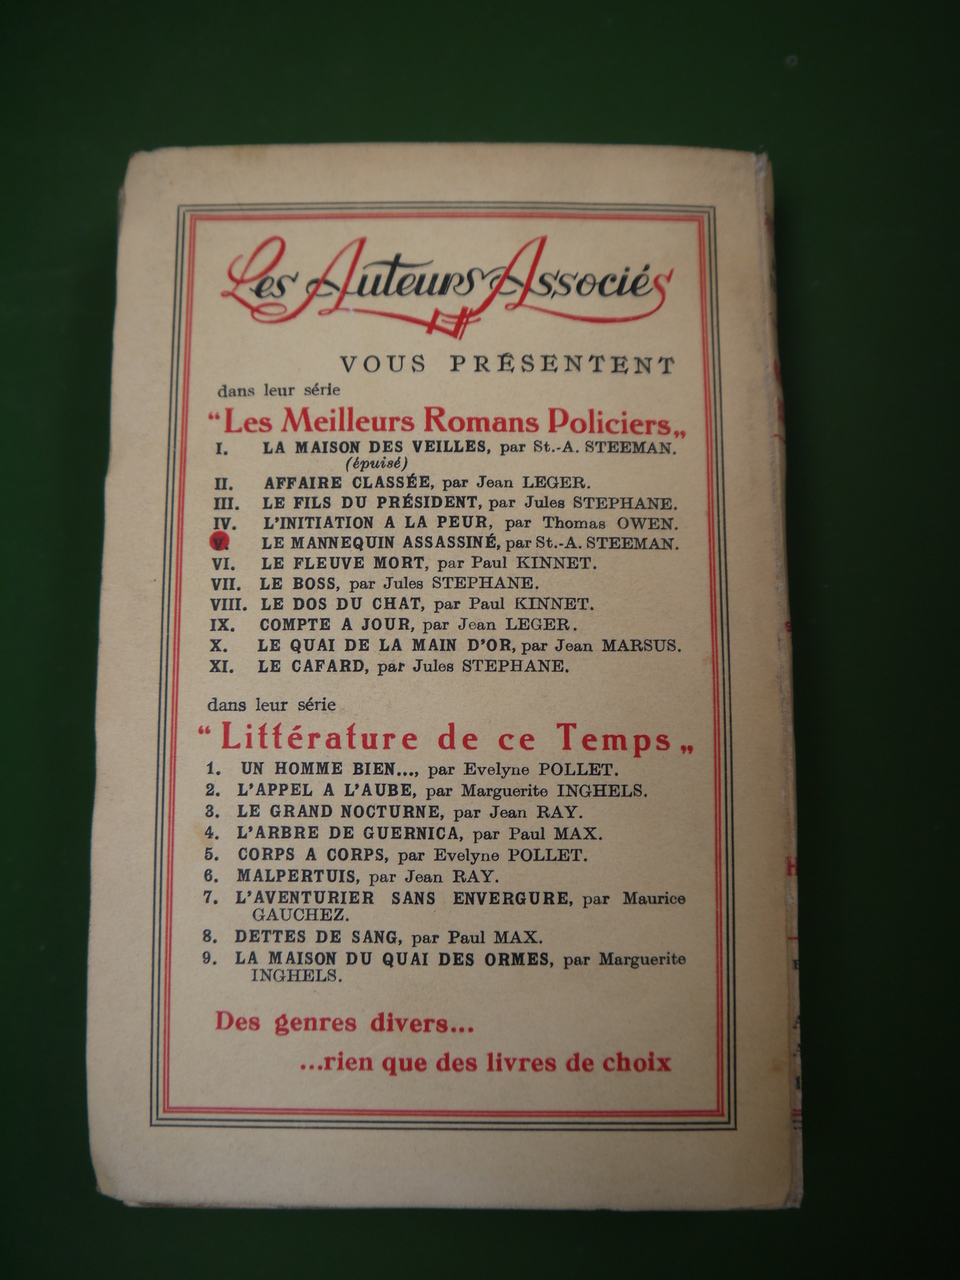 Les Auteurs Associés
VOUS PRÉSENTENT
dans leur série
“Les Meilleurs Romans Policiers„
I. LA MAISON DES VEILLES, par St.-A. STEEMAN.
(épuisé)
II. AFFAIRE CLASSÉE, par Jean LEGER.
III. LE FILS DU PRÉSIDENT, par Jules STEPHANE.
IV. L'INITIATION A LA PEUR, par Thomas OWEN.
V. LE MANNEQUIN ASSASSINÉ, par St.-A. STEEMAN.
VI. LE FLEUVE MORT, par Paul KINNET.
VII. LE BOSS, par Jules STEPHANE.
VIII. LE DOS DU CHAT, par Paul KINNET.
IX. COMPTE A JOUR, par Jean LEGER.
X. LE QUAI DE LA MAIN D'OR, par Jean MARSUS.
XI. LE CAFARD, par Jules STEPHANE.
dans leur série
“Littérature de ce Temps„
1. UN HOMME BIEN..., par Evelyne POLLET.
2. L'APPEL A L'AUBE, par Marguerite INGHELS.
3. LE GRAND NOCTURNE, par Jean RAY.
4. L'ARBRE DE GUERNICA, par Paul MAX.
5. CORPS A CORPS, par Evelyne POLLET.
6. MALPERTUIS, par Jean RAY.
7. L'AVENTURIER SANS ENVERGURE, par Maurice
GAUCHEZ.
8. DETTES DE SANG, par Paul MAX.
9. LA MAISON DU QUAI DES ORMES, par Marguerite
INGHELS.
Des genres divers...
...rien que des livres de choix